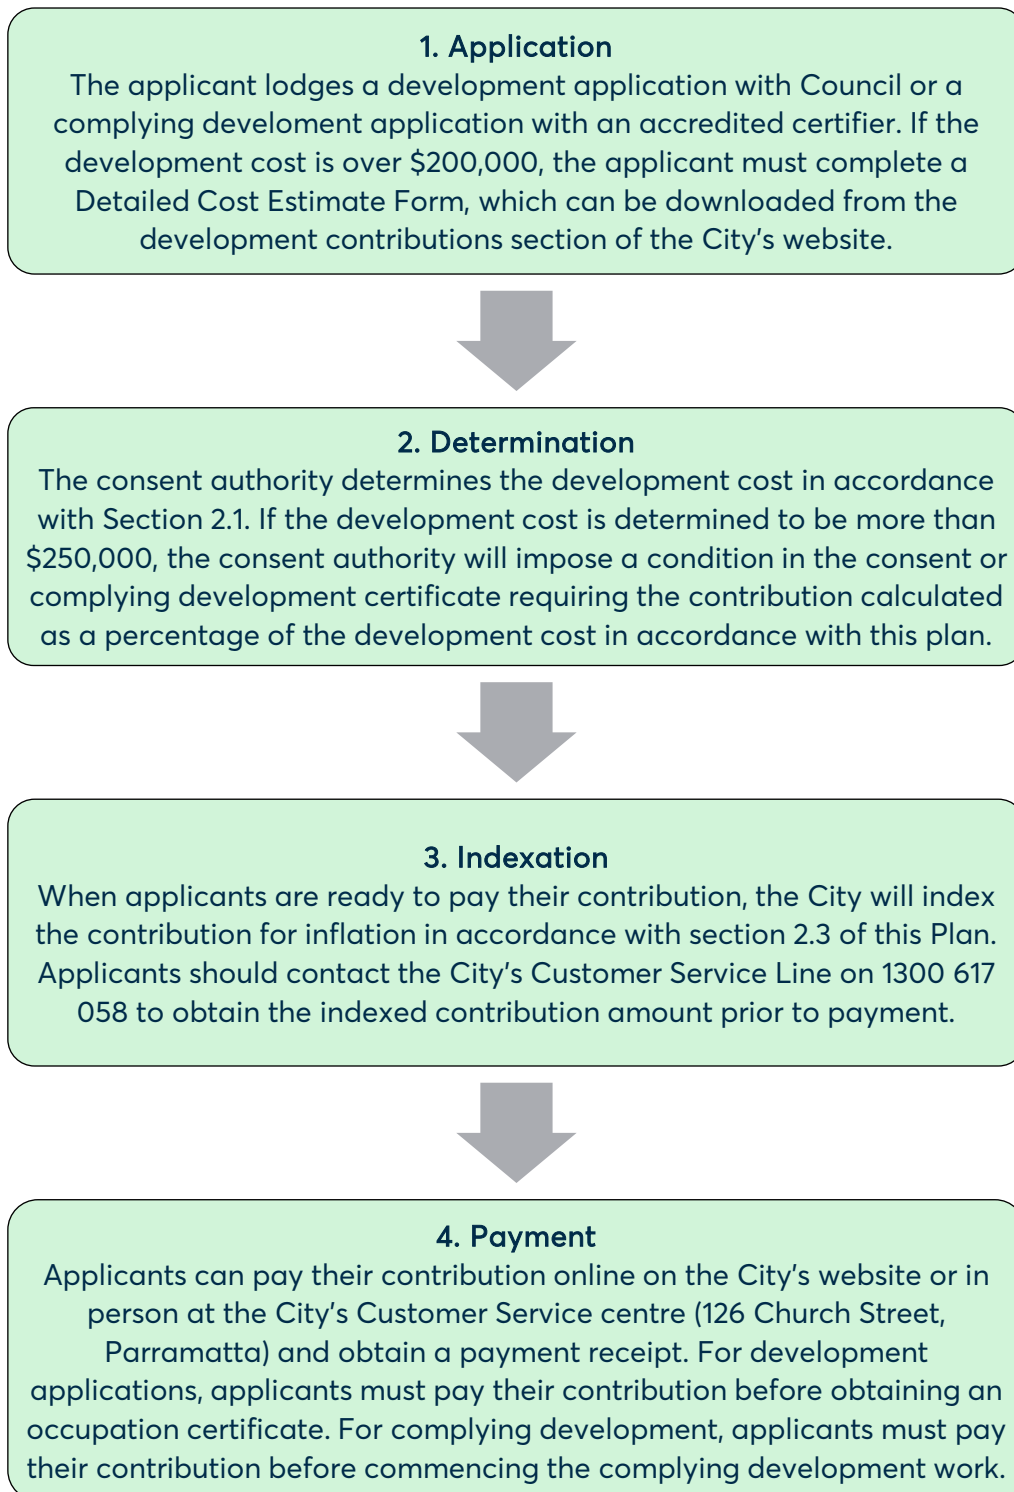 1. Application
The applicant lodges a development application with Council or a
complying develoment application with an accredited certifier. If the
development cost is over $200,000, the applicant must complete a
Detailed Cost Estimate Form, which can be downloaded from the
development contributions section of the City's website.
2. Determination
The consent authority determines the development cost in accordance
with Section 2.1. If the development cost is determined to be more than
$250,000, the consent authority will impose a condition in the consent or
complying development certificate requiring the contribution calculated
as a percentage of the development cost in accordance with this plan.
3. Indexation
When applicants are ready to pay their contribution, the City will index
the contribution for inflation in accordance with section 2.3 of this Plan.
Applicants should contact the City's Customer Service Line on 1300 617
058 to obtain the indexed contribution amount prior to payment.
4. Payment
Applicants can pay their contribution online on the City's website or in
person at the City's Customer Service centre (126 Church Street,
Parramatta) and obtain a payment receipt. For development
applications, applicants must pay their contribution before obtaining an
occupation certificate. For complying development, applicants must pay
their contribution before commencing the complying development work.